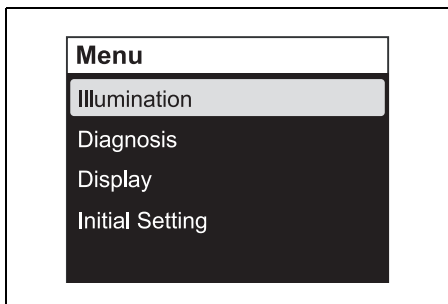 Menu
Illumination
Diagnosis
Display
Initial Setting